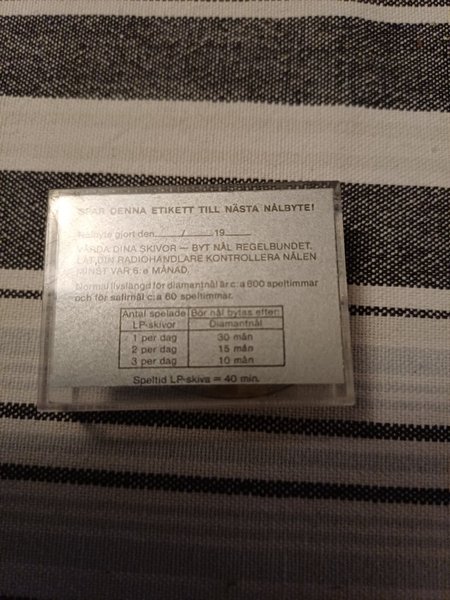 SPAR DENNA ETIKETT TILL NÄSTA NÅLBYTE!
Nålbyte gjort den / 19
VÅRDA DINA SKIVOR — BYT NÅL REGELBUNDET.
LÅT DIN RADIOHANDLARE KONTROLLERA NÅLEN
MINST VAR 6:e MÅNAD.
Normal livslängd för diamantnål är c:a 600 speltimmar
och för safirnål c:a 60 speltimmar.
Antal spelade Bör nål bytas efter:
LP-skivor Diamantnål
1 per dag 30 mån
2 per dag 15 mån
3 per dag 10 mån
Speltid LP-skiva = 40 min.